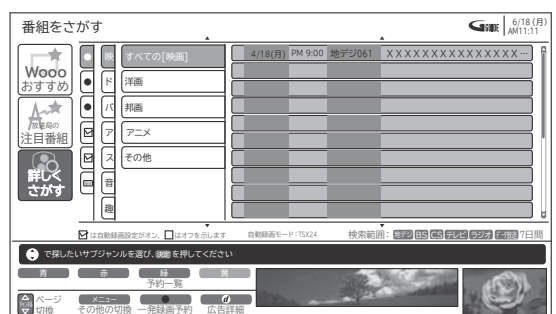 番組をさがす
G GUIDE 6/18 (月)
AM11:11
Wooo
おすすめ
放送局の
注目番組
詳しく
さがす
映 すべての[映画] 4/18(月) PM 9:00 地デジ061 XXXXXXXXXXXXXXXX…
ド 洋画
バ 邦画
ア アニメ
ス その他
音
趣
は自動録画設定がオン、□はオフを示します 自動録画モード:TSX24 検索範囲: 地デジ BS CS テレビ ラジオ 7日間
で探したいサブジャンルを選び、決定を押してください
青 赤 緑 黄
予約一覧
ページ
切換
メニュー
その他の切換 一発録画予約 広告詳細
d